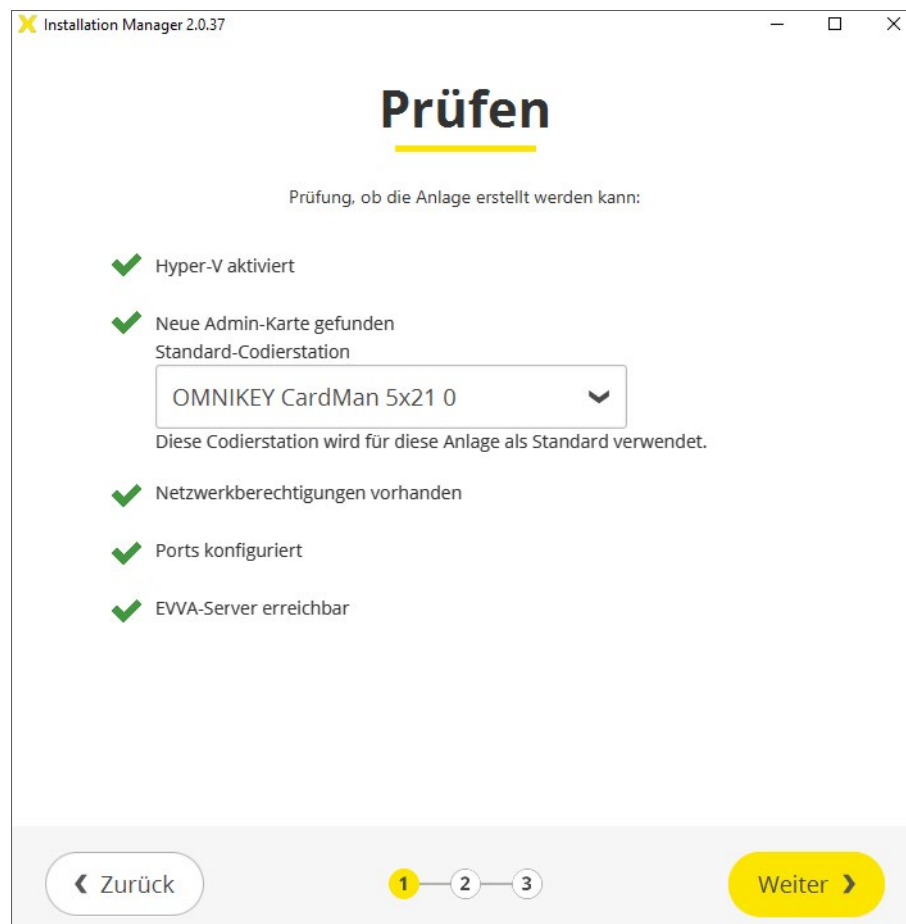 Installation Manager 2.0.37
Prüfen
Prüfung, ob die Anlage erstellt werden kann:
Hyper-V aktiviert
Neue Admin-Karte gefunden
Standard-Codierstation
OMNIKEY CardMan 5x21 0
Diese Codierstation wird für diese Anlage als Standard verwendet.
Netzwerkberechtigungen vorhanden
Ports konfiguriert
EVVA-Server erreichbar
Zurück
1
2
3
Weiter